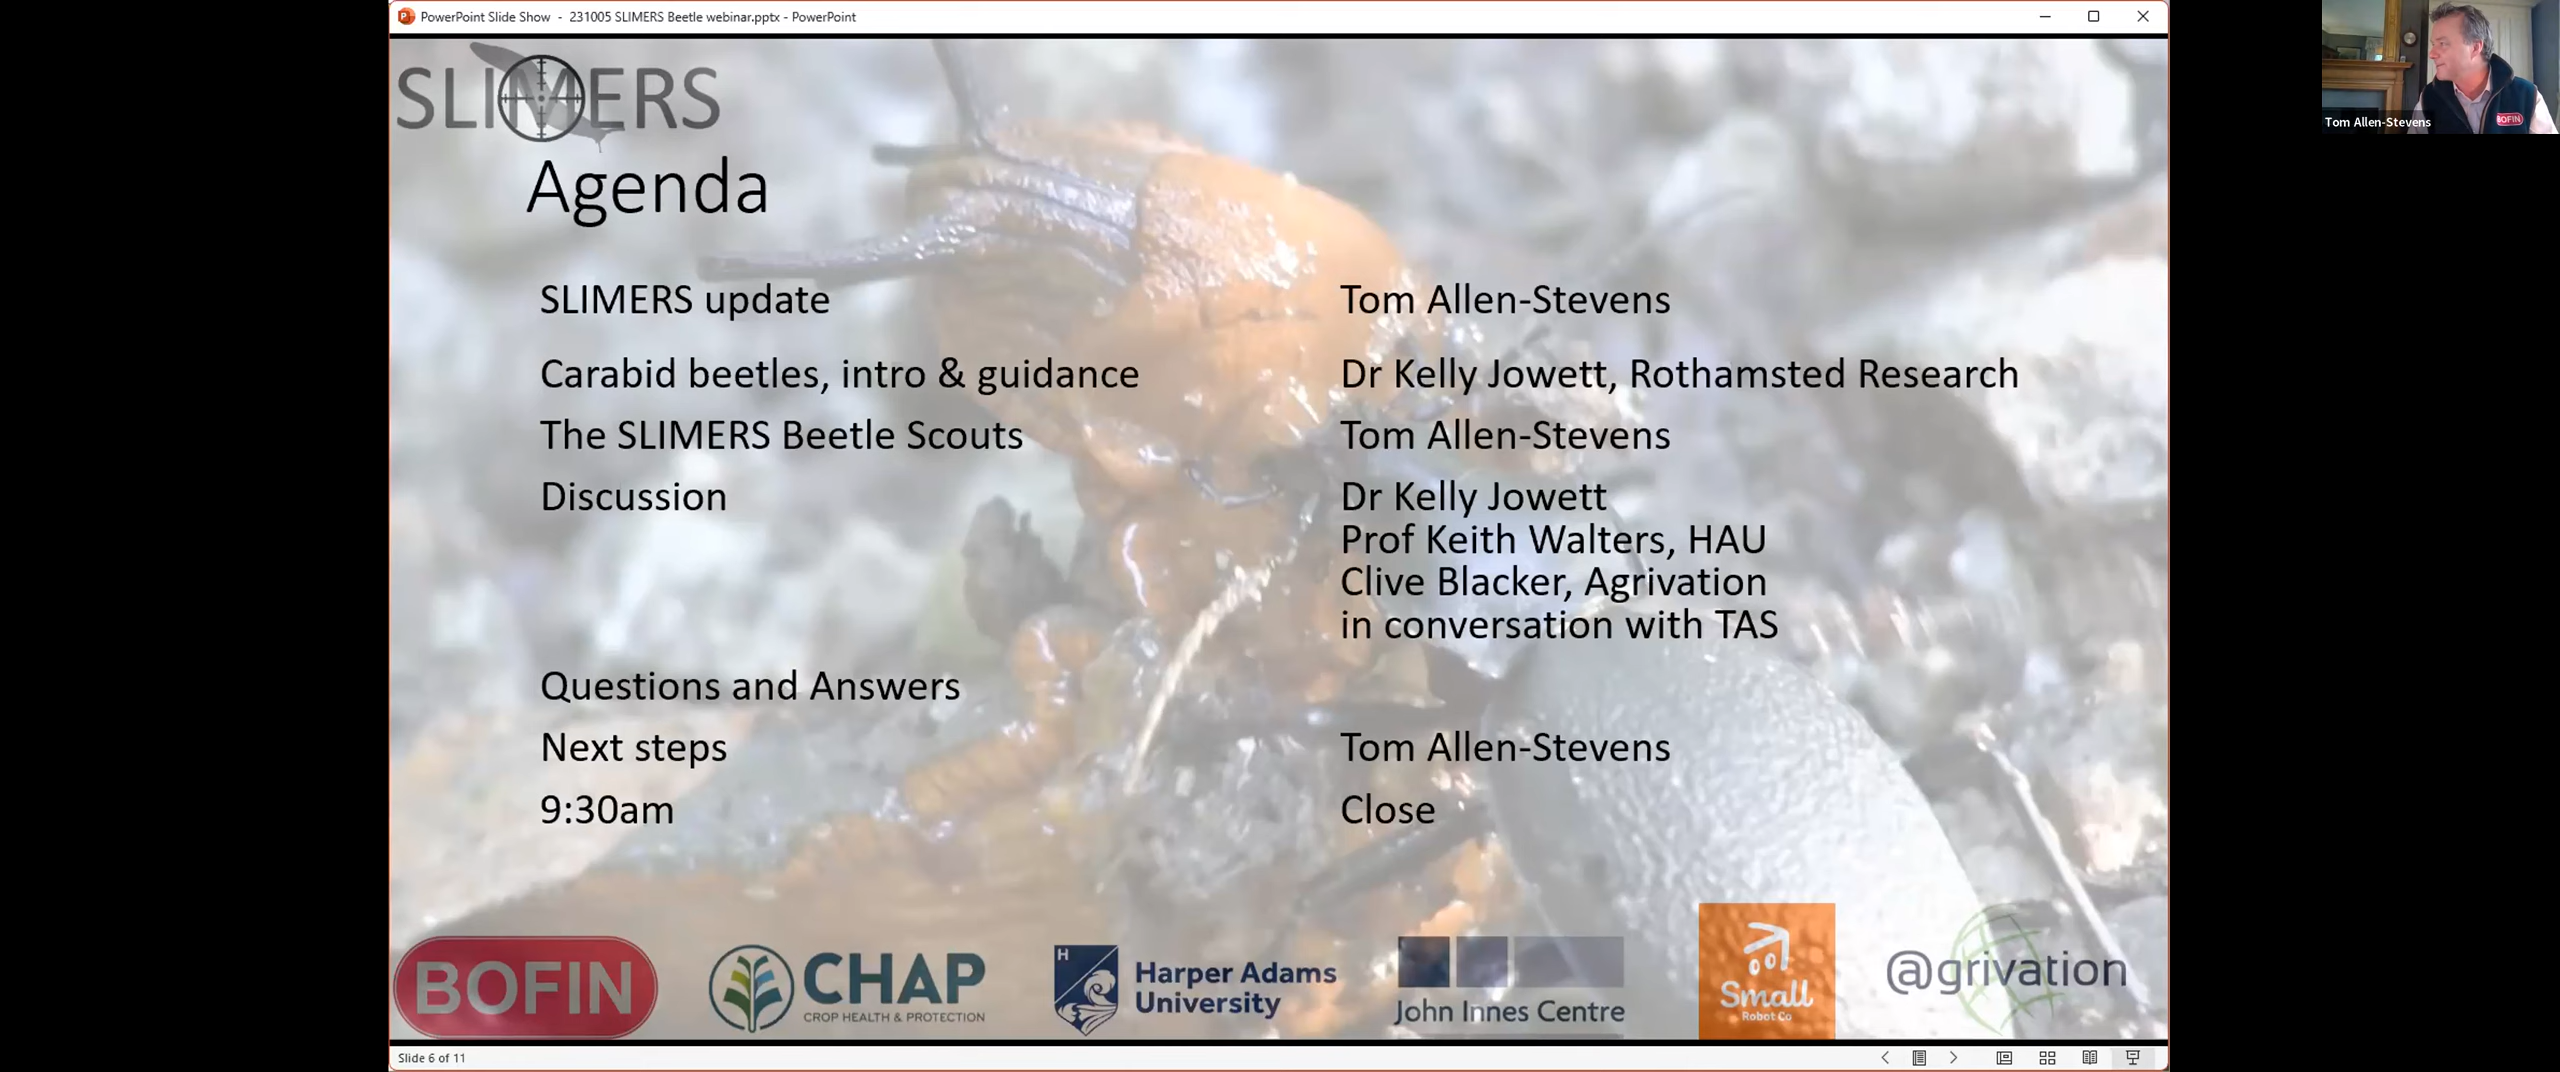 PowerPoint Slide Show - 231005 SLIMERS Beetle webinar.pptx - PowerPoint
SLIMERS
Agenda
SLIMERS update Tom Allen-Stevens
Carabid beetles, intro & guidance Dr Kelly Jowett, Rothamsted Research
The SLIMERS Beetle Scouts Tom Allen-Stevens
Discussion Dr Kelly Jowett
Prof Keith Walters, HAU
Clive Blacker, Agrivation
in conversation with TAS
Questions and Answers
Next steps Tom Allen-Stevens
9:30am Close
BOFIN
CHAP
CROP HEALTH & PROTECTION
H
Harper Adams
University
John Innes Centre
Small
Robot Co
@grivation
Slide 6 of 11
Tom Allen-Stevens
BOFIN